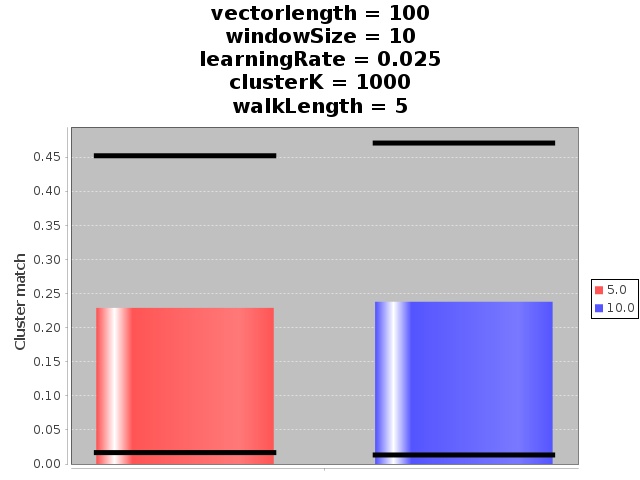 vectorlength = 100
windowSize = 10
learningRate = 0.025
clusterK = 1000
walkLength = 5
0.45
0.40
0.35
0.30
0.25
0.20
0.15
0.10
0.05
0.00
Cluster match
5.0
10.0